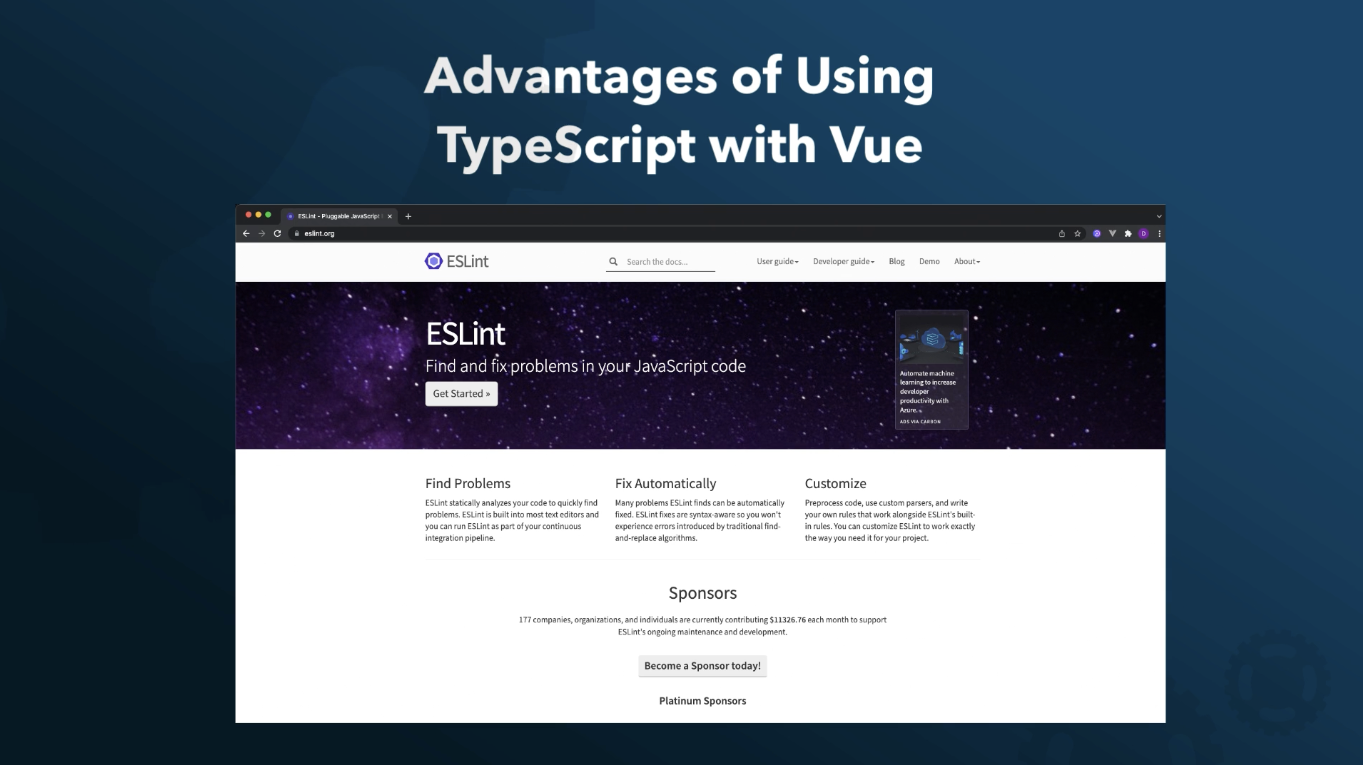 Advantages of Using
TypeScript with Vue
ESLint - Pluggable JavaScript
eslint.org
ESLint
Search the docs...
User guide
Developer guide
Blog
Demo
About
ESLint
Find and fix problems in your JavaScript code
Get Started »
Automate machine
learning to increase
developer
productivity with
Azure.
ADS VIA CARBON
Find Problems
ESLint statically analyzes your code to quickly find
problems. ESLint is built into most text editors and
you can run ESLint as part of your continuous
integration pipeline.
Fix Automatically
Many problems ESLint finds can be automatically
fixed. ESLint fixes are syntax-aware so you won't
experience errors introduced by traditional find-
and-replace algorithms.
Customize
Preprocess code, use custom parsers, and write
your own rules that work alongside ESLint's built-
in rules. You can customize ESLint to work exactly
the way you need it for your project.
Sponsors
177 companies, organizations, and individuals are currently contributing $11326.76 each month to support
ESLint's ongoing maintenance and development.
Become a Sponsor today!
Platinum Sponsors